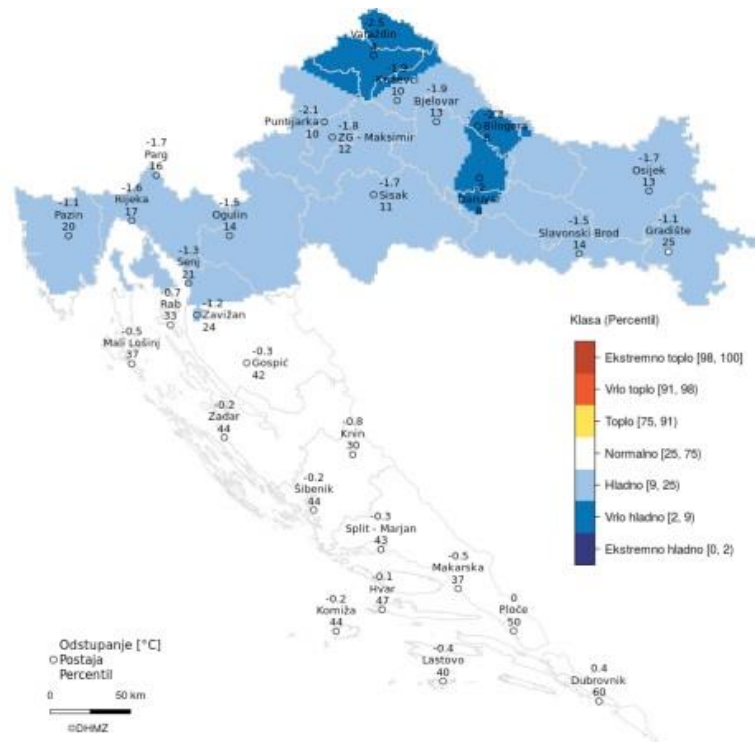 -2.5
Varaždin
-1.9
Križevci
10
-1.9
Bjelovar
13
-2.1
Puntijarka
10
-1.8
ZG - Maksimir
12
Bilogora
-1.7
Parg
16
-1.7
Osijek
13
-1.1
Pazin
20
-1.6
Rijeka
17
-1.5
Ogulin
14
-1.7
Sisak
11
Daruvar
-1.5
Slavonski Brod
14
-1.1
Gradište
25
-1.3
Senj
21
-0.7
Rab
33
-1.2
Zavižan
24
-0.5
Mali Lošinj
37
-0.3
Gospić
42
-0.2
Zadar
44
-0.8
Knin
30
-0.2
Šibenik
44
-0.3
Split - Marjan
43
-0.5
Makarska
37
-0.1
Hvar
47
-0.2
Komiža
44
0
Ploče
50
-0.4
Lastovo
40
0.4
Dubrovnik
60
Klasa (Percentil)
Ekstremno toplo [98, 100]
Vrlo toplo [91, 98)
Toplo [75, 91)
Normalno [25, 75)
Hladno [9, 25)
Vrlo hladno [2, 9)
Ekstremno hladno [0, 2)
Odstupanje [°C]
Postaja
Percentil
0 50 km
©DHMZ